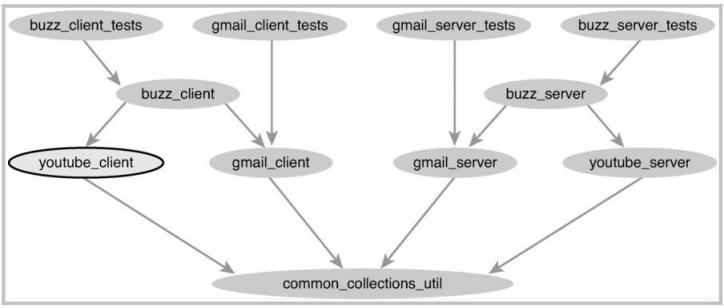 buzz_client_tests
gmail_client_tests
gmail_server_tests
buzz_server_tests
buzz_client
buzz_server
youtube_client
gmail_client
gmail_server
youtube_server
common_collections_util